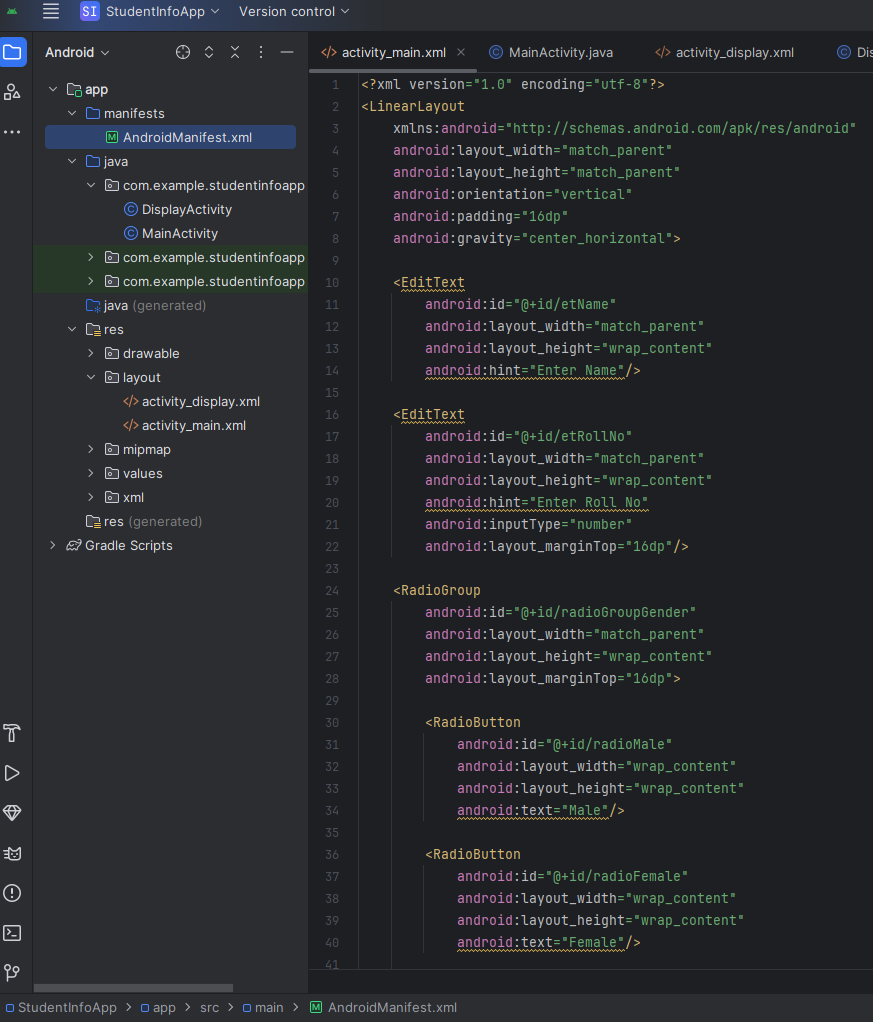 SI StudentInfoApp Version control
Android
app
manifests
AndroidManifest.xml
java
com.example.studentinfoapp
DisplayActivity
MainActivity
com.example.studentinfoapp
com.example.studentinfoapp
java (generated)
res
drawable
layout
activity_display.xml
activity_main.xml
mipmap
values
xml
res (generated)
Gradle Scripts
activity_main.xml MainActivity.java activity_display.xml Dis
1 <?xml version="1.0" encoding="utf-8"?>
2 <LinearLayout
3 xmlns:android="http://schemas.android.com/apk/res/android"
4 android:layout_width="match_parent"
5 android:layout_height="match_parent"
6 android:orientation="vertical"
7 android:padding="16dp"
8 android:gravity="center_horizontal">
9
10 <EditText
11 android:id="@+id/etName"
12 android:layout_width="match_parent"
13 android:layout_height="wrap_content"
14 android:hint="Enter Name"/>
15
16 <EditText
17 android:id="@+id/etRollNo"
18 android:layout_width="match_parent"
19 android:layout_height="wrap_content"
20 android:hint="Enter Roll No"
21 android:inputType="number"
22 android:layout_marginTop="16dp"/>
23
24 <RadioGroup
25 android:id="@+id/radioGroupGender"
26 android:layout_width="match_parent"
27 android:layout_height="wrap_content"
28 android:layout_marginTop="16dp">
29
30 <RadioButton
31 android:id="@+id/radioMale"
32 android:layout_width="wrap_content"
33 android:layout_height="wrap_content"
34 android:text="Male"/>
35
36 <RadioButton
37 android:id="@+id/radioFemale"
38 android:layout_width="wrap_content"
39 android:layout_height="wrap_content"
40 android:text="Female"/>
41
StudentInfoApp > app > src > main > AndroidManifest.xml